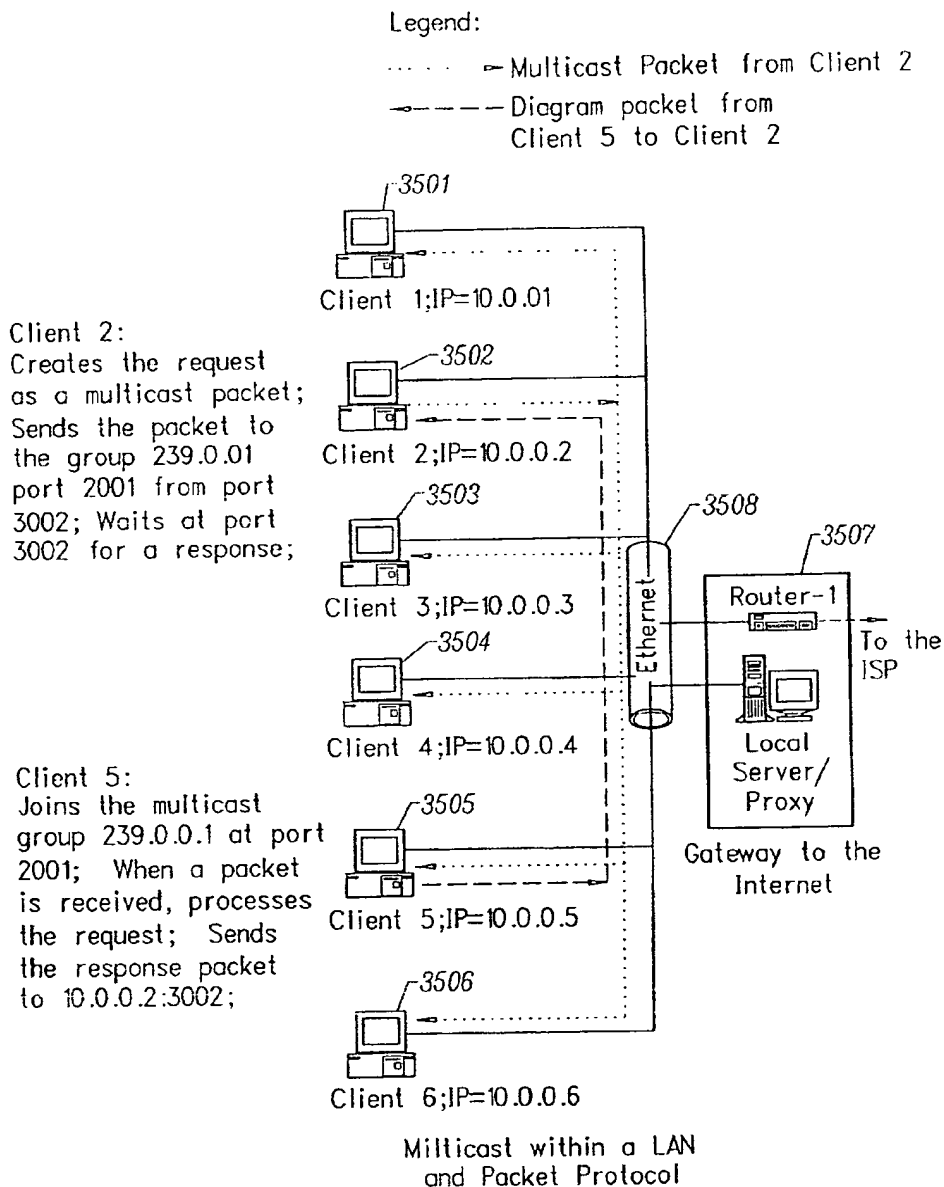 Legend:
Multicast Packet from Client 2
Diagram packet from
Client 5 to Client 2
3501
Client 1;IP=10.0.01
Client 2:
Creates the request
as a multicast packet;
Sends the packet to
the group 239.0.01
port 2001 from port
3002; Waits at port
3002 for a response;
3502
Client 2;IP=10.0.0.2
3503
Client 3;IP=10.0.0.3
3508
Ethernet
3507
Router-1
To the
ISP
Local
Server/
Proxy
Gateway to the
Internet
3504
Client 4;IP=10.0.0.4
Client 5:
Joins the multicast
group 239.0.0.1 at port
2001; When a packet
is received, processes
the request; Sends
the response packet
to 10.0.0.2:3002;
3505
Client 5;IP=10.0.0.5
3506
Client 6;IP=10.0.0.6
Milticast within a LAN
and Packet Protocol